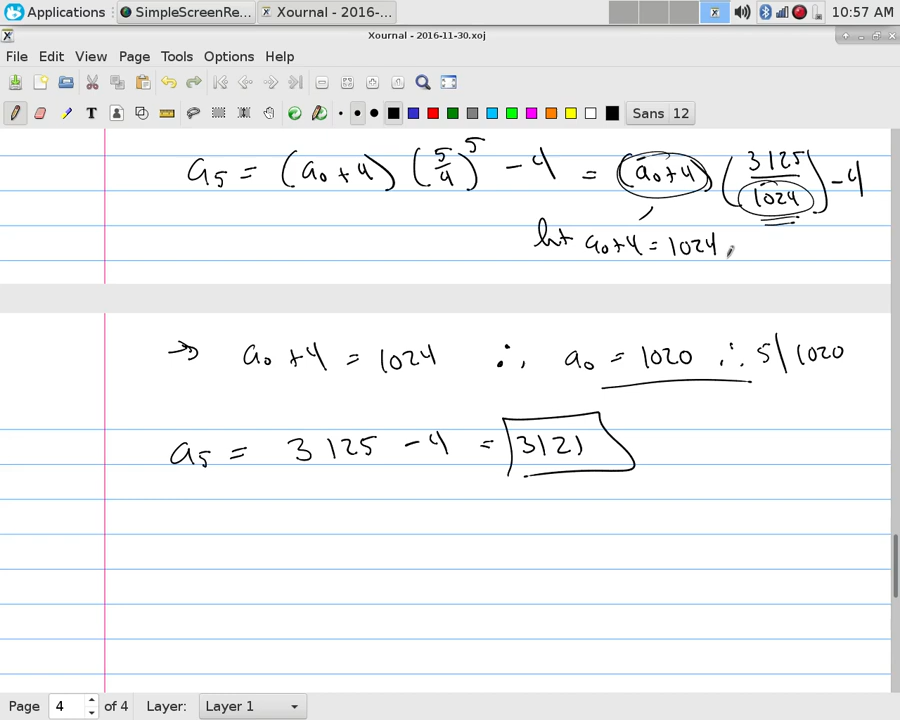 Applications SimpleScreenRe... Xournal - 2016-... 10:57 AM
Xournal - 2016-11-30.xoj
File Edit View Page Tools Options Help
T Sans 12
a₅ = (a₀+4) (5/4)⁵ - 4 = (a₀+4) (3125/1024) - 4
let a₀+4 = 1024,
→ a₀ +4 = 1024 ∴ a₀ = 1020 ∴ 5|1020
a₅ = 3125 - 4 = 3121
Page 4 of 4 Layer: Layer 1